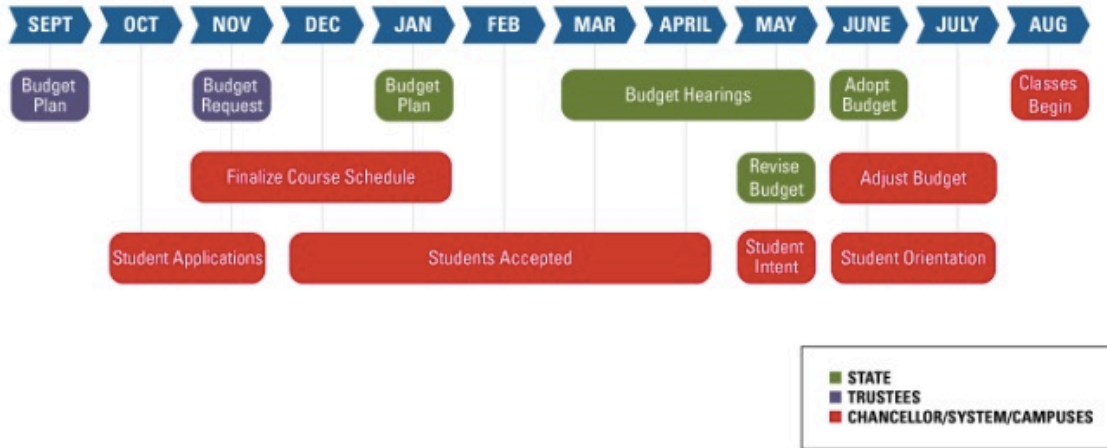 SEPT OCT NOV DEC JAN FEB MAR APRIL MAY JUNE JULY AUG
Budget
Plan
Budget
Request
Budget
Plan
Budget Hearings
Adopt
Budget
Classes
Begin
Finalize Course Schedule
Revise
Budget
Adjust Budget
Student Applications
Students Accepted
Student
Intent
Student Orientation
STATE
TRUSTEES
CHANCELLOR/SYSTEM/CAMPUSES